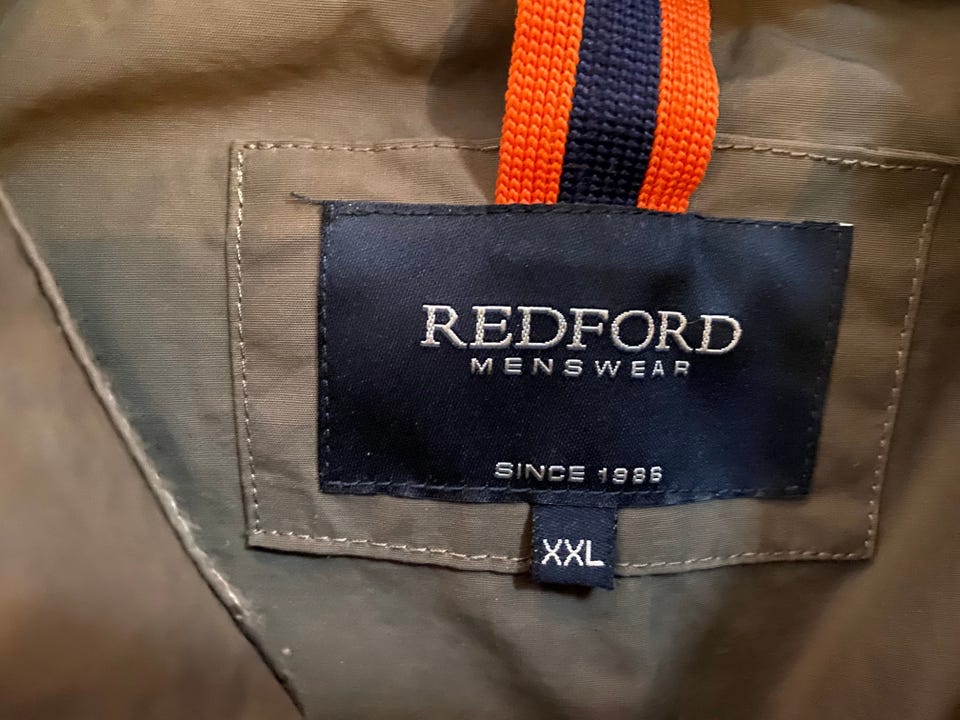 REDFORD
MENSWEAR
SINCE 1986
XXL